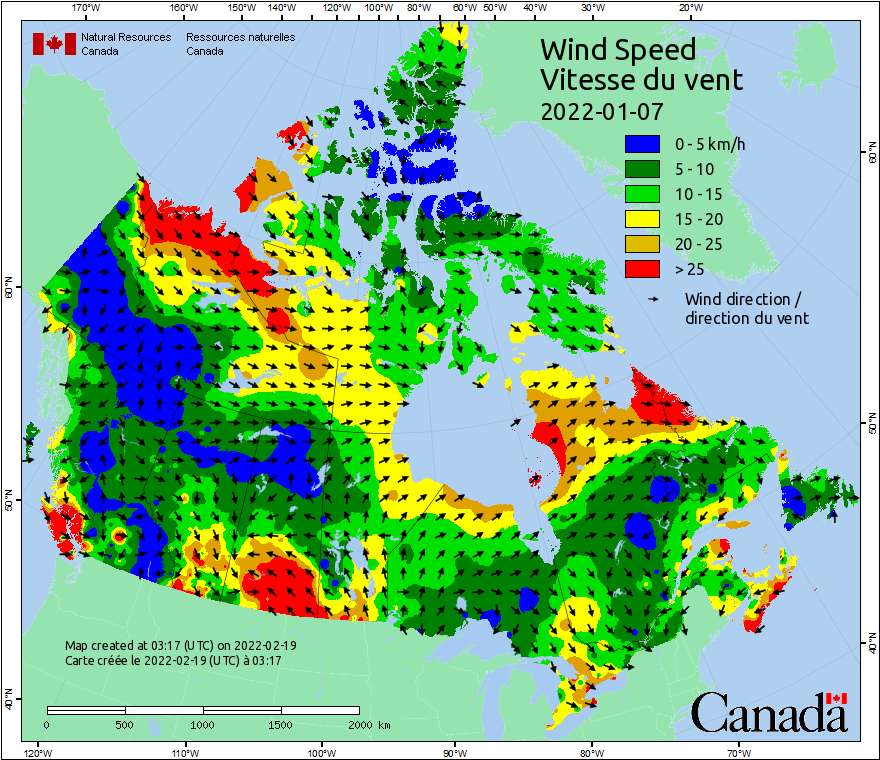 170°W 160°W 150°W 140°W 120°W 100°W 80°W 60°W 50°W 40°W 30°W 20°W
Natural Resources Ressources naturelles
Canada Canada
Wind Speed
Vitesse du vent
2022-01-07
0 - 5 km/h
5 - 10
10 - 15
15 - 20
20 - 25
> 25
Wind direction /
direction du vent
60°N
60°N
50°N
50°N
40°N
40°N
Map created at 03:17 (UTC) on 2022-02-19
Carte créée le 2022-02-19 (UTC) à 03:17
0 500 1000 1500 2000 km
Canada
120°W 110°W 100°W 90°W 80°W 70°W